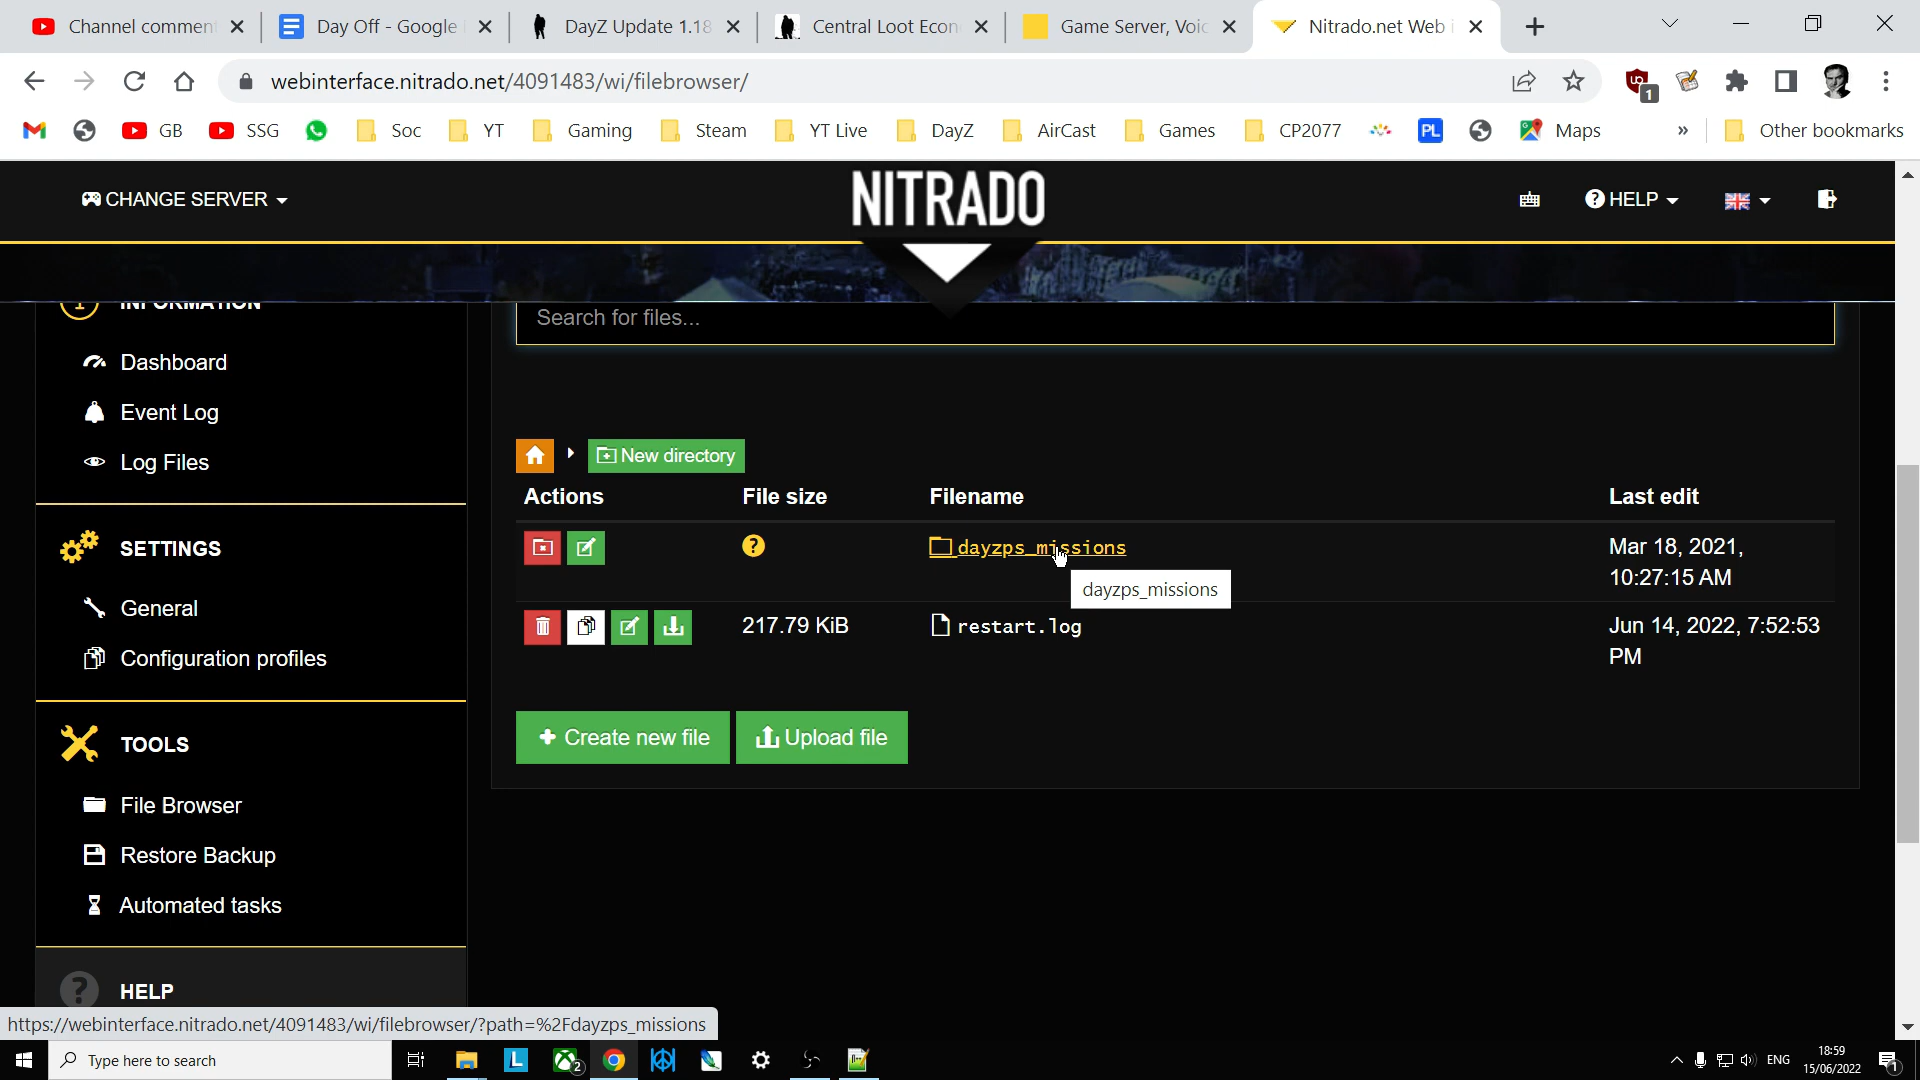 Channel comment
Day Off - Google
DayZ Update 1.18
Central Loot Econ
Game Server, Voic
Nitrado.net Web
webinterface.nitrado.net/4091483/wi/filebrowser/
1
GB
SSG
Soc
YT
Gaming
Steam
YT Live
DayZ
AirCast
Games
CP2077
PL
Maps
»
Other bookmarks
CHANGE SERVER
NITRADO
HELP
INFORMATION
Search for files...
Dashboard
Event Log
Log Files
New directory
Actions
File size
Filename
Last edit
SETTINGS
dayzps_missions
Mar 18, 2021,
10:27:15 AM
dayzps_missions
General
217.79 KiB
restart.log
Jun 14, 2022, 7:52:53
PM
Configuration profiles
TOOLS
Create new file
Upload file
File Browser
Restore Backup
Automated tasks
HELP
https://webinterface.nitrado.net/4091483/wi/filebrowser/?path=%2Fdayzps_missions
Type here to search
L
2
ENG
18:59
15/06/2022
1